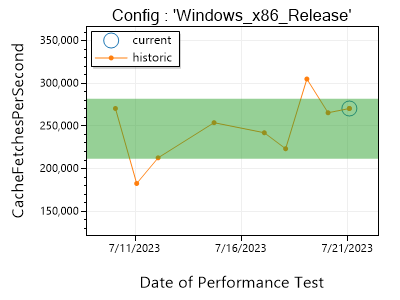 Config : 'Windows_x86_Release'
current
historic
CacheFetchesPerSecond
350,000
300,000
250,000
200,000
150,000
7/11/2023
7/16/2023
7/21/2023
Date of Performance Test